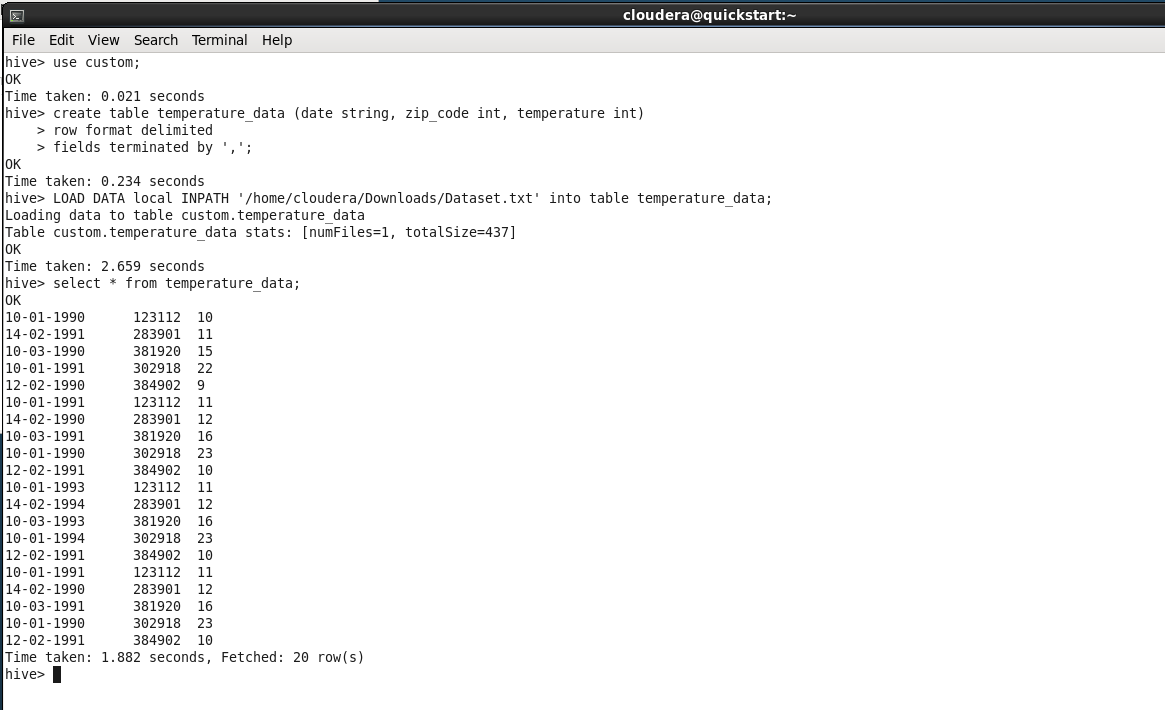 cloudera@quickstart:~
File Edit View Search Terminal Help
hive> use custom;
OK
Time taken: 0.021 seconds
hive> create table temperature_data (date string, zip_code int, temperature int)
    > row format delimited
    > fields terminated by ',';
OK
Time taken: 0.234 seconds
hive> LOAD DATA local INPATH '/home/cloudera/Downloads/Dataset.txt' into table temperature_data;
Loading data to table custom.temperature_data
Table custom.temperature_data stats: [numFiles=1, totalSize=437]
OK
Time taken: 2.659 seconds
hive> select * from temperature_data;
OK
10-01-1990      123112  10
14-02-1991      283901  11
10-03-1990      381920  15
10-01-1991      302918  22
12-02-1990      384902  9
10-01-1991      123112  11
14-02-1990      283901  12
10-03-1991      381920  16
10-01-1990      302918  23
12-02-1991      384902  10
10-01-1993      123112  11
14-02-1994      283901  12
10-03-1993      381920  16
10-01-1994      302918  23
12-02-1991      384902  10
10-01-1991      123112  11
14-02-1990      283901  12
10-03-1991      381920  16
10-01-1990      302918  23
12-02-1991      384902  10
Time taken: 1.882 seconds, Fetched: 20 row(s)
hive>